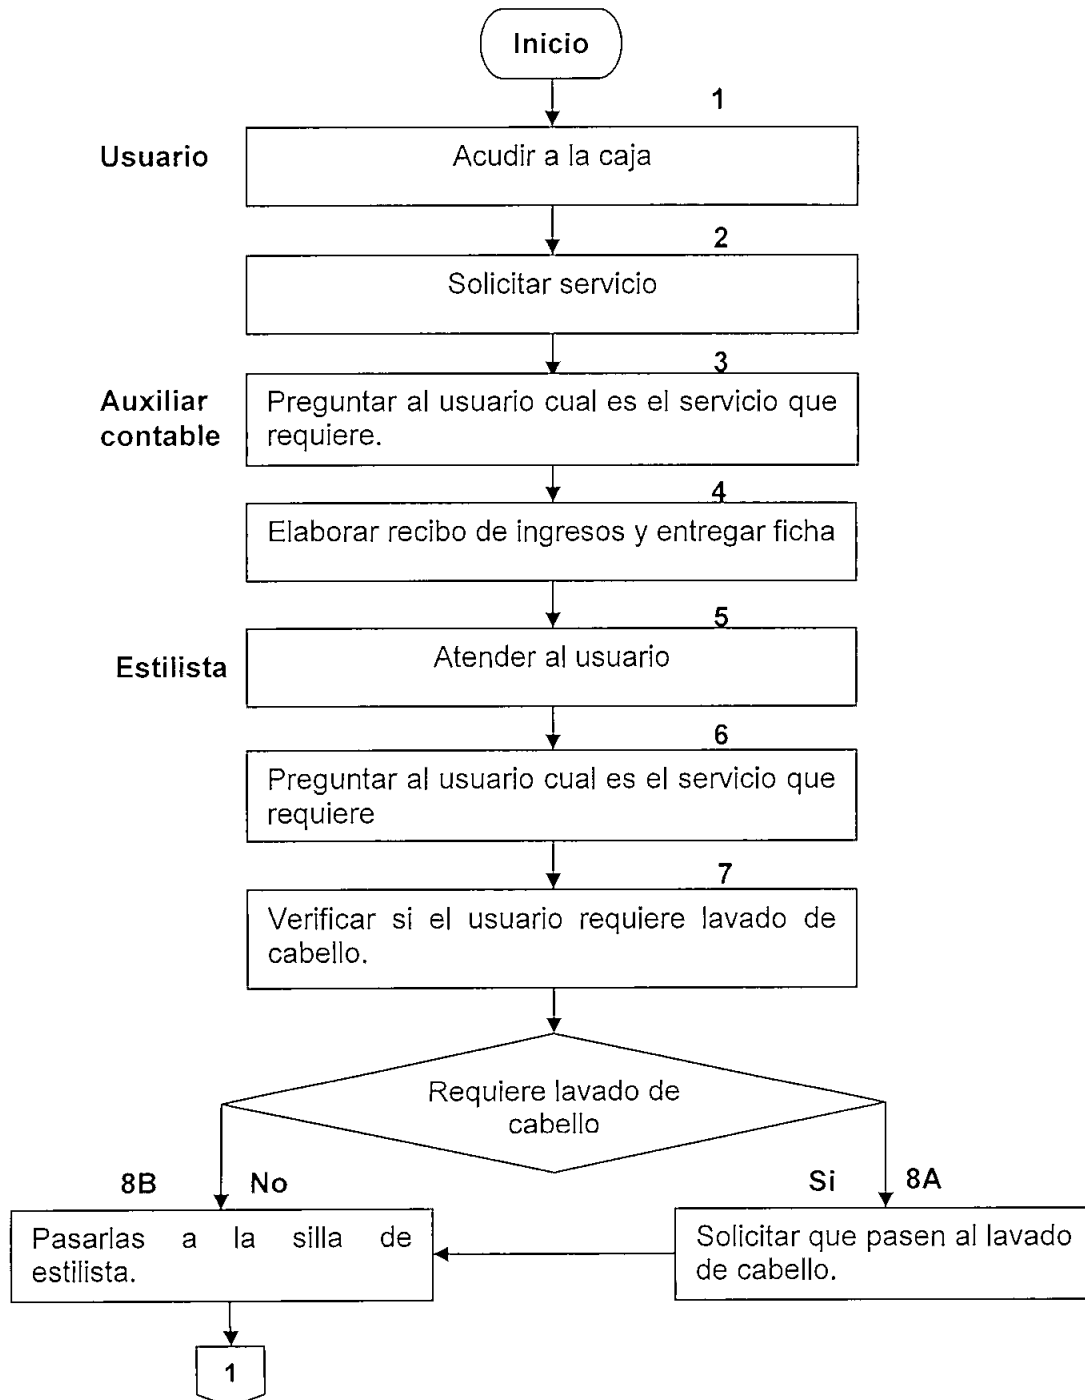 Inicio
1
Usuario
Acudir a la caja
2
Solicitar servicio
3
Auxiliar
contable
Preguntar al usuario cual es el servicio que
requiere.
4
Elaborar recibo de ingresos y entregar ficha
5
Estilista
Atender al usuario
6
Preguntar al usuario cual es el servicio que
requiere
7
Verificar si el usuario requiere lavado de
cabello.
Requiere lavado de
cabello
8B No
Si 8A
Pasarlas a la silla de
estilista.
Solicitar que pasen al lavado
de cabello.
1